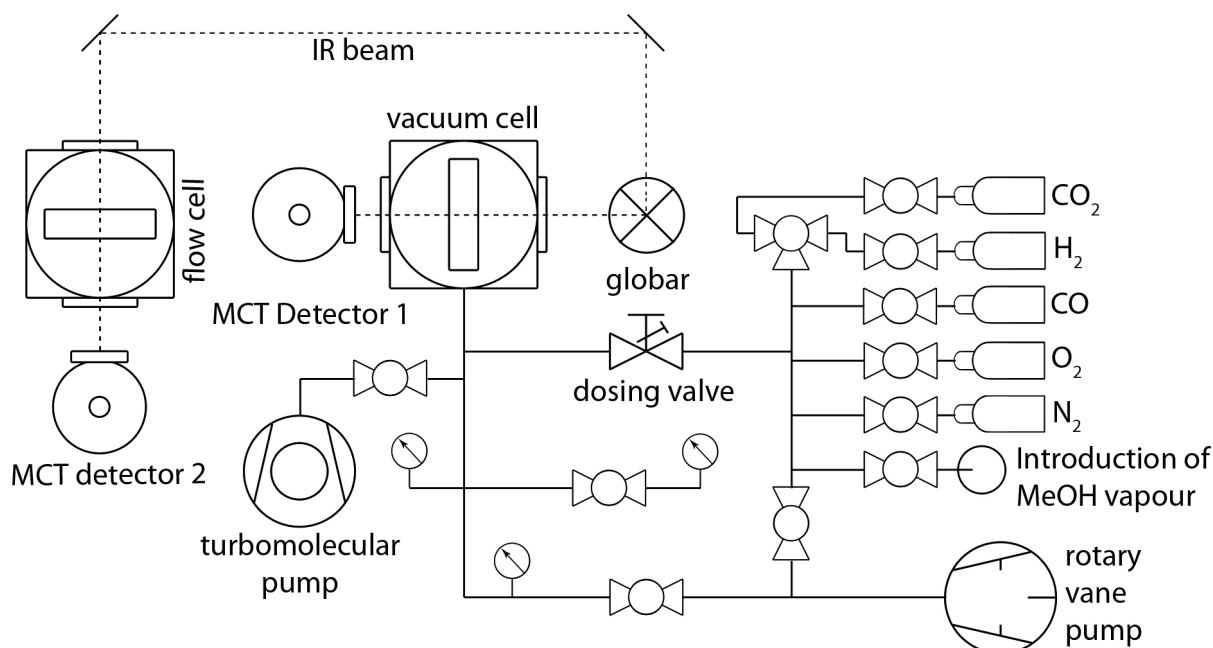 IR beam
vacuum cell
flow cell
MCT Detector 1
globar
dosing valve
MCT detector 2
turbomolecular
pump
CO₂
H₂
CO
O₂
N₂
Introduction of
MeOH vapour
rotary
vane
pump